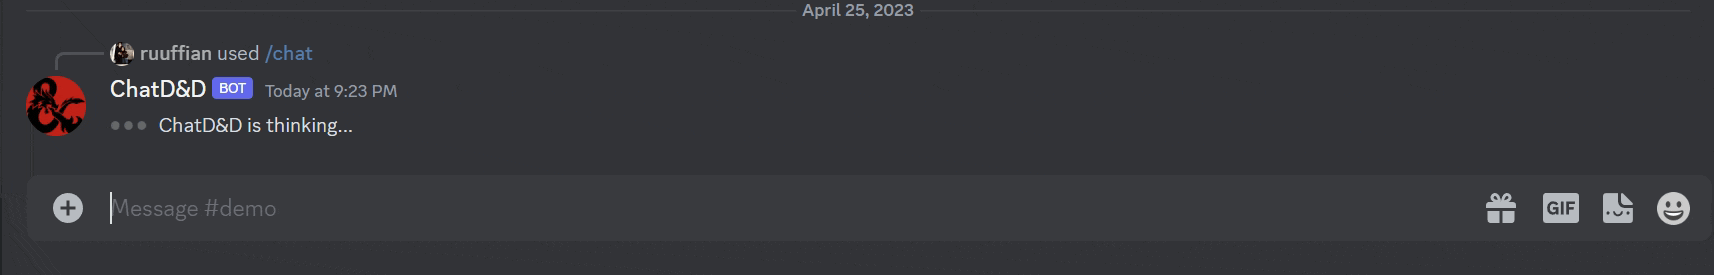 April 25, 2023
ruuffian used /chat
ChatD&D BOT Today at 9:23 PM
ChatD&D is thinking...
Message #demo
GIF